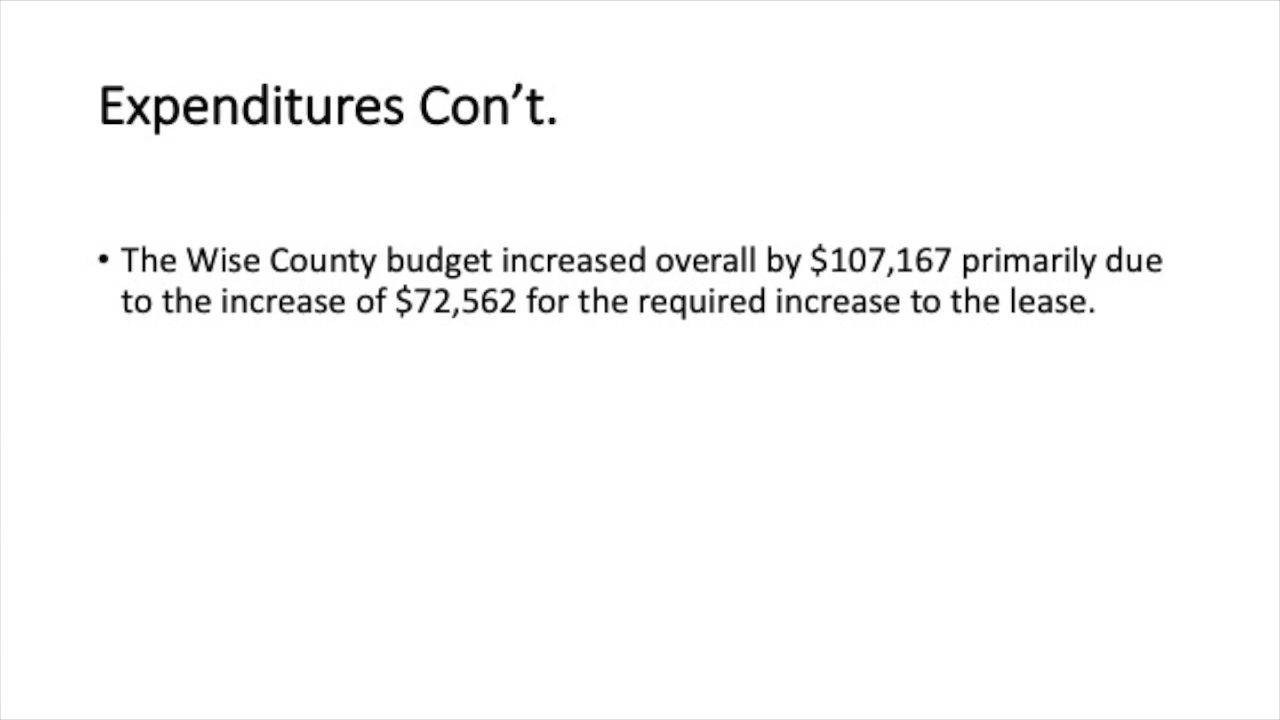 Expenditures Con’t.
• The Wise County budget increased overall by $107,167 primarily due
to the increase of $72,562 for the required increase to the lease.